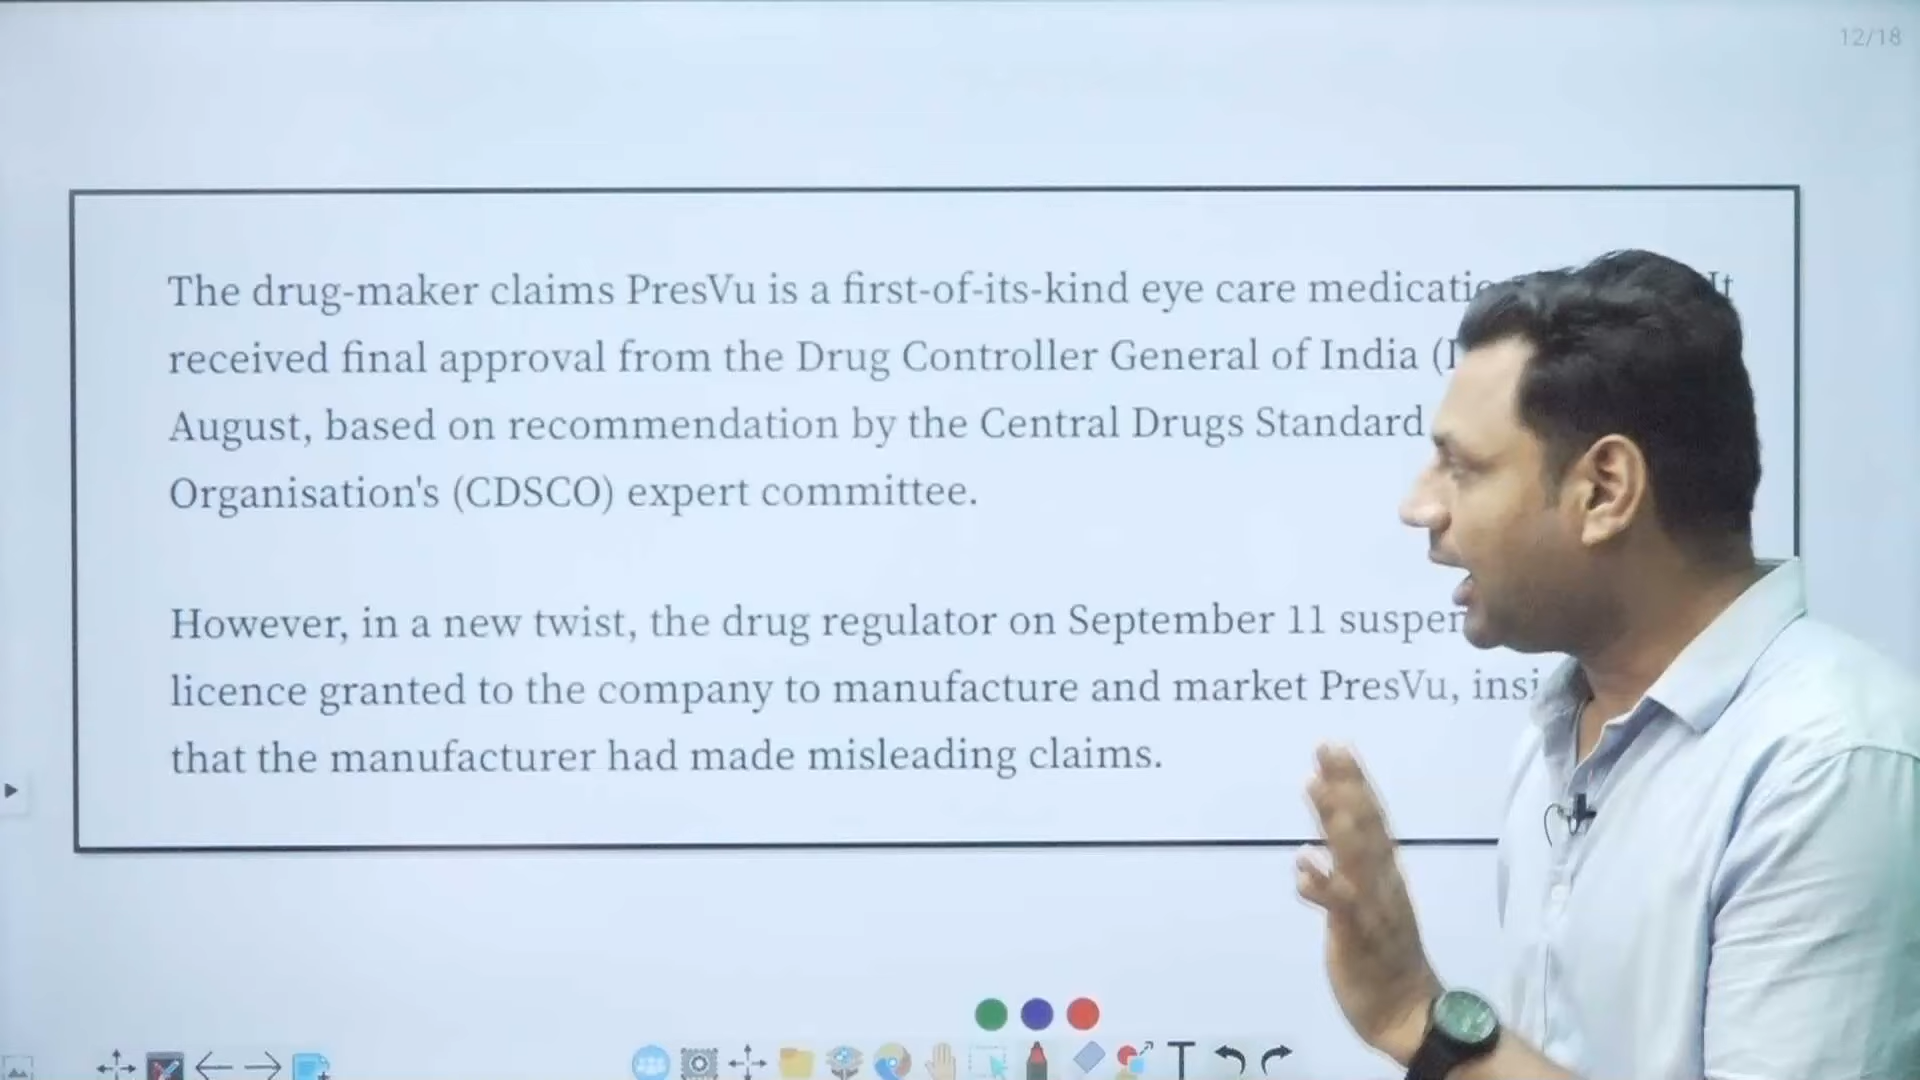 12/18
The drug-maker claims PresVu is a first-of-its-kind eye care It
received final approval from the Drug Controller General of India
August, based on recommendation by the Central Drugs Standard
Organisation's (CDSCO) expert committee.
However, in a new twist, the drug regulator on September 11
licence granted to the company to manufacture and market PresVu,
that the manufacturer had made misleading claims.
T